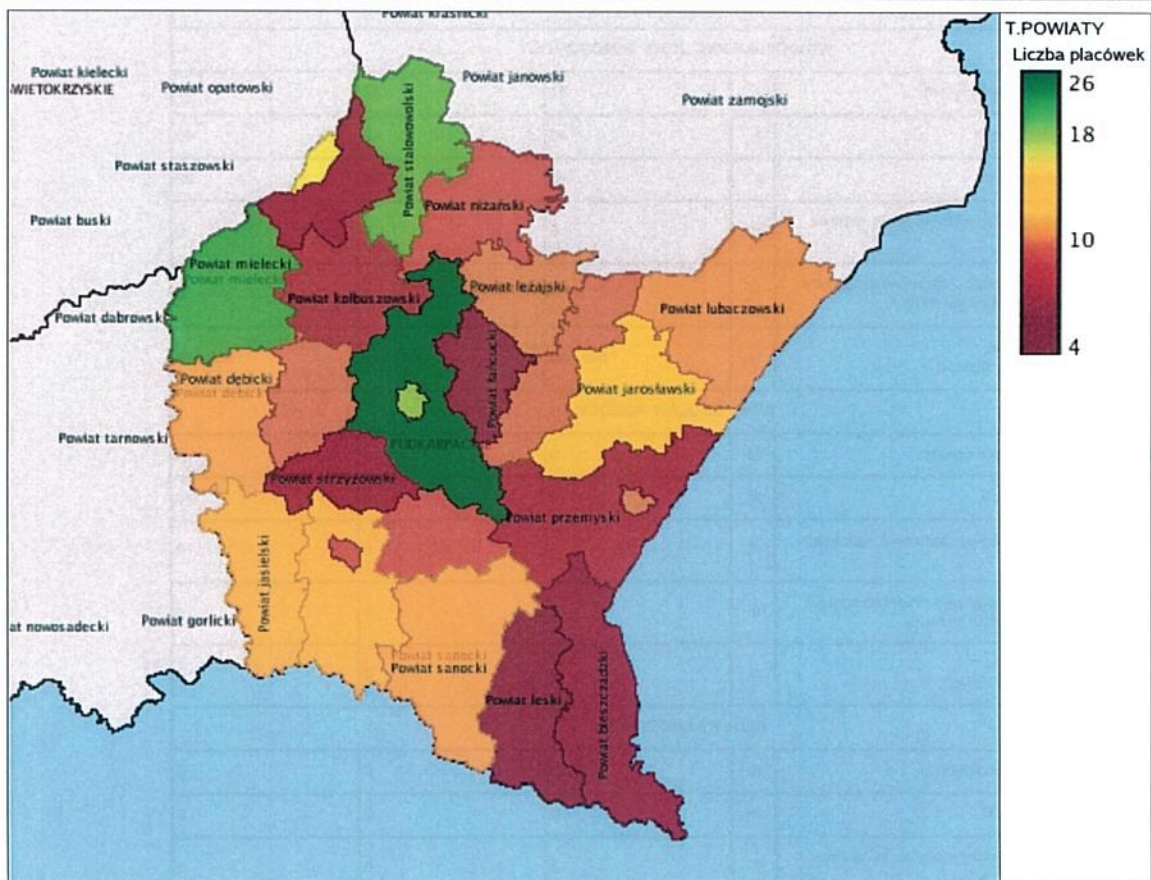 Powiat kraśnicki
T.POWIATY
Liczba placówek
26
18
10
4
Powiat kielecki
WIETOKRZYSKIE
Powiat opatowski
Powiat janowski
Powiat zamojski
Powiat stalowowolski
Powiat staszowski
Powiat niżański
Powiat buski
Powiat mielecki
Powiat mielecki
Powiat leżajski
Powiat kolbuszowski
Powiat lubaczowski
Powiat dąbrowski
Powiat łańcucki
Powiat dębicki
Powiat dębicki
Powiat jarosławski
Powiat tarnowski
PODKARPAC
Powiat strzyżowski
Powiat przemyski
Powiat jasielski
Powiat gorlicki
at nowosądecki
Powiat sanocki
Powiat sanocki
Powiat leski
Powiat bieszczadzki